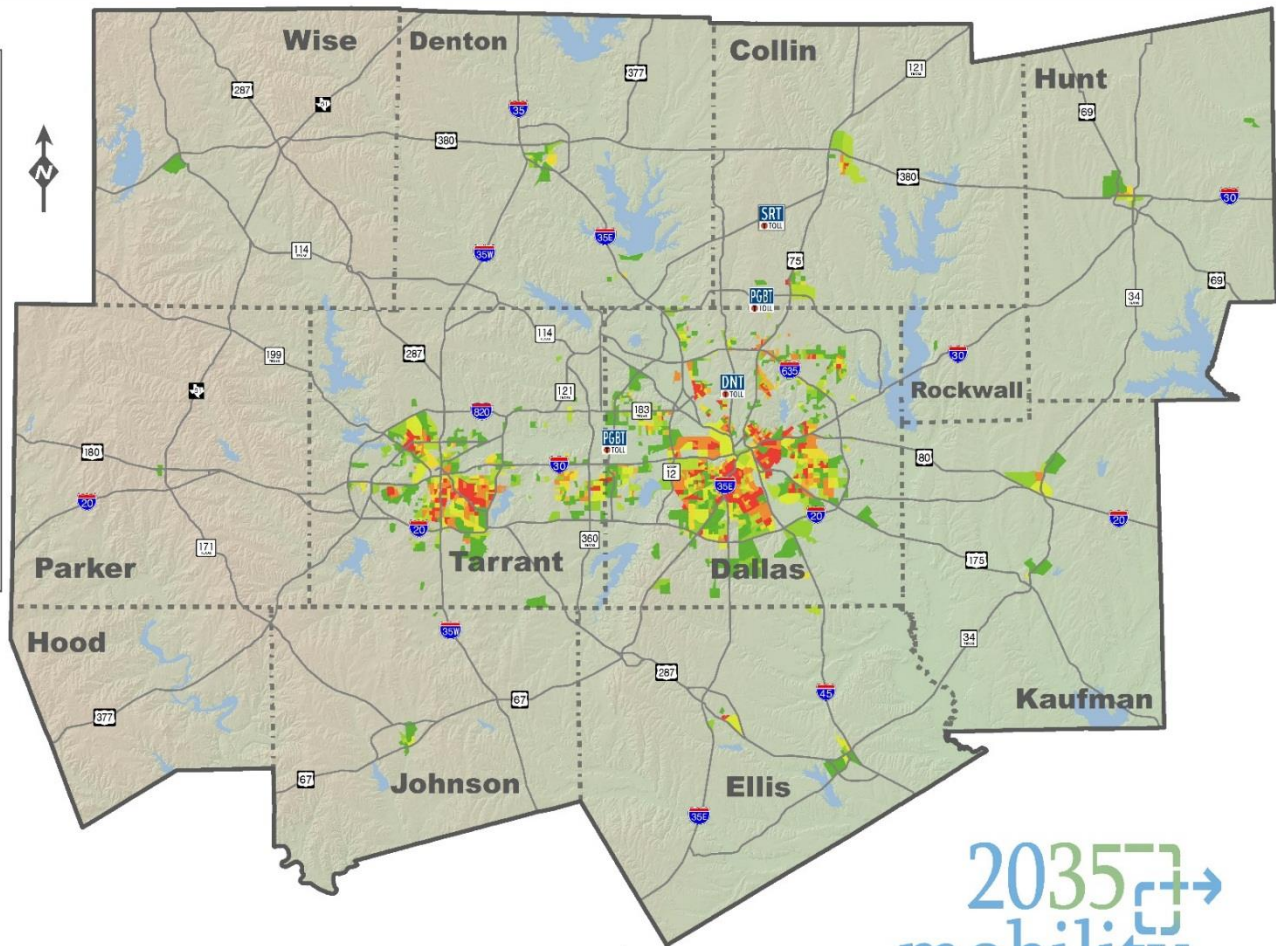 Wise
Denton
Collin
Hunt
287
377
121
69
35
380
380
30
N
SRT
TOLL
35W
35E
114
75
69
PGBT
TOLL
34
199
287
114
30
635
Rockwall
121
DNT
TOLL
820
183
PGBT
TOLL
180
30
LOOP
12
80
20
35E
20
20
20
171
360
175
Parker
Tarrant
Dallas
Hood
35W
34
287
45
Kaufman
377
67
67
Johnson
Ellis
35E
2035
mobility